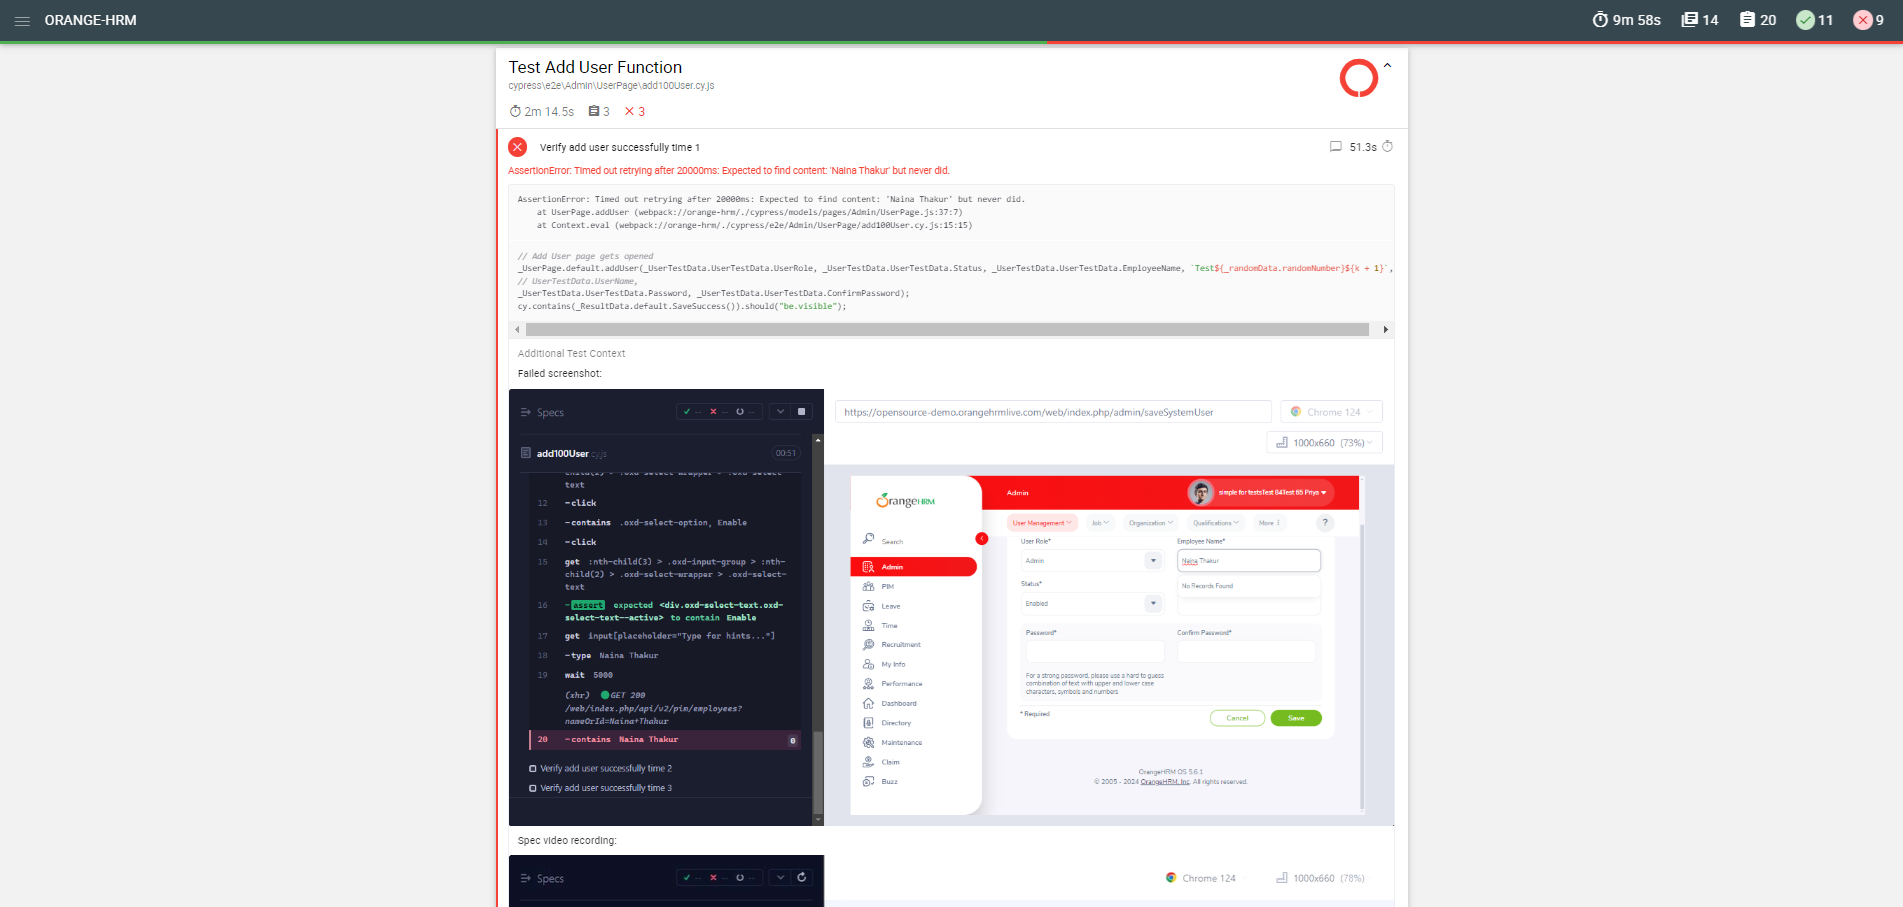 ORANGE-HRM
9m 58s
14
20
11
9
Test Add User Function
cypress\e2e\Admin\UserPage\add100User.cy.js
2m 14.5s
3
3
Verify add user successfully time 1
51.3s
AssertionError: Timed out retrying after 20000ms: Expected to find content: 'Naina Thakur' but never did.
AssertionError: Timed out retrying after 20000ms: Expected to find content: 'Naina Thakur' but never did.
at UserPage.addUser (webpack://orange-hrm/./cypress/models/pages/Admin/UserPage.js:37:7)
at Context.eval (webpack://orange-hrm/./cypress/e2e/Admin/UserPage/add100User.cy.js:15:15)
// Add User page gets opened
_UserPage.default.addUser(_UserTestData.UserTestData.UserRole, _UserTestData.UserTestData.Status, _UserTestData.UserTestData.EmployeeName, `Test${_randomData.randomNumber}${k + 1}`,
// UserTestData.UserName,
_UserTestData.UserTestData.Password, _UserTestData.UserTestData.ConfirmPassword);
cy.contains(_ResultData.default.SaveSuccess()).should("be.visible");
Additional Test Context
Failed screenshot:
Specs
-- -- --
add100User.cy.js
00:51
child(2) > .oxd-select-wrapper > .oxd-select-
text
12 -click
13 -contains .oxd-select-option, Enable
14 -click
15 get :nth-child(3) > .oxd-input-group > :nth-
child(2) > .oxd-select-wrapper > .oxd-select-
text
16 -assert expected <div.oxd-select-text.oxd-
select-text--active> to contain Enable
17 get input[placeholder="Type for hints..."]
18 -type Naina Thakur
19 wait 5000
(xhr) GET 200
/web/index.php/api/v2/pim/employees?
nameOrId=Naina+Thakur
20 -contains Naina Thakur 0
Verify add user successfully time 2
Verify add user successfully time 3
https://opensource-demo.orangehrmlive.com/web/index.php/admin/saveSystemUser
Chrome 124
1000x660 (73%)
OrangeHRM
Admin
simple for testsTest 84Test 65 Priya
User Management
Job
Organization
Qualifications
More
?
Search
Admin
PIM
Leave
Time
Recruitment
My Info
Performance
Dashboard
Directory
Maintenance
Claim
Buzz
User Role*
Employee Name*
Admin
Naina Thakur
Status*
No Records Found
Enabled
Password*
Confirm Password*
For a strong password, please use a hard to guess
combination of text with upper and lower case
characters, symbols and numbers
* Required
Cancel
Save
OrangeHRM OS 5.6.1
© 2005 - 2024 OrangeHRM, Inc. All rights reserved.
Spec video recording:
Specs
-- -- --
Chrome 124
1000x660 (78%)